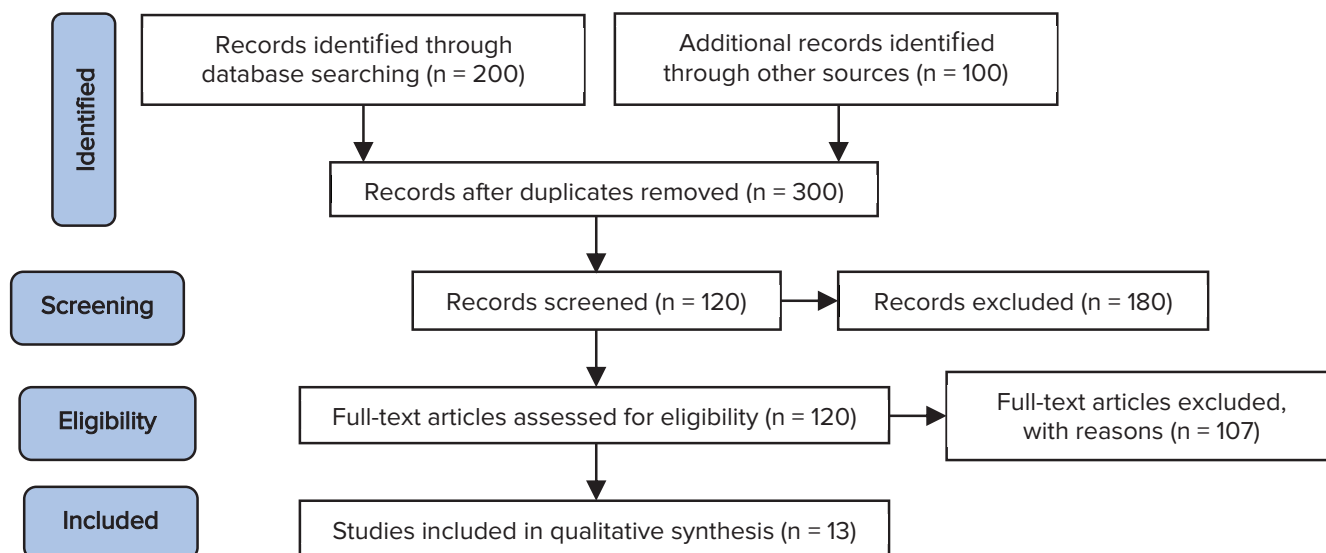 Identified
Records identified through
database searching (n = 200)
Additional records identified
through other sources (n = 100)
Records after duplicates removed (n = 300)
Screening
Records screened (n = 120)
Records excluded (n = 180)
Eligibility
Full-text articles assessed for eligibility (n = 120)
Full-text articles excluded,
with reasons (n = 107)
Included
Studies included in qualitative synthesis (n = 13)